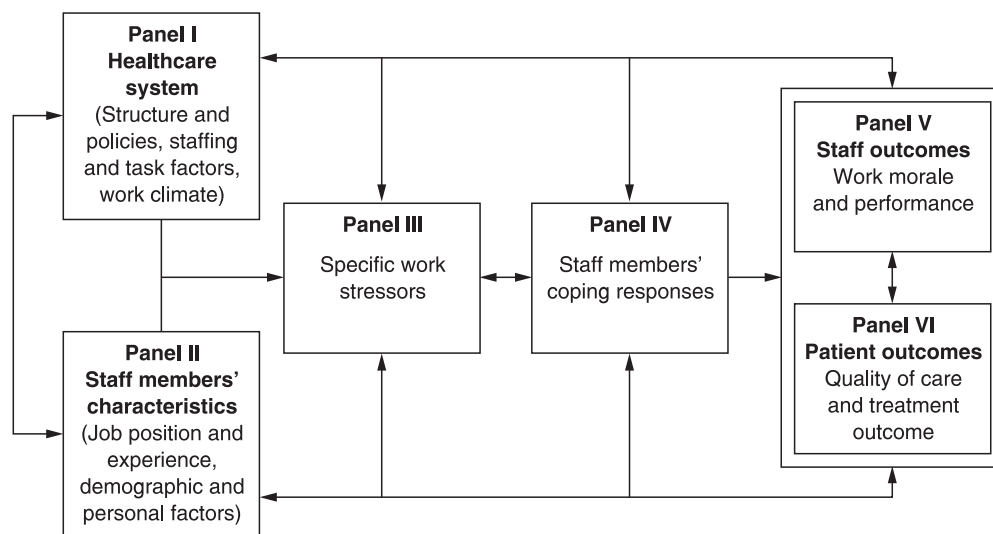 Panel I
Healthcare
system
(Structure and
policies, staffing
and task factors,
work climate)
Panel II
Staff members’
characteristics
(Job position and
experience,
demographic and
personal factors)
Panel III
Specific work
stressors
Panel IV
Staff members’
coping responses
Panel V
Staff outcomes
Work morale
and performance
Panel VI
Patient outcomes
Quality of care
and treatment
outcome